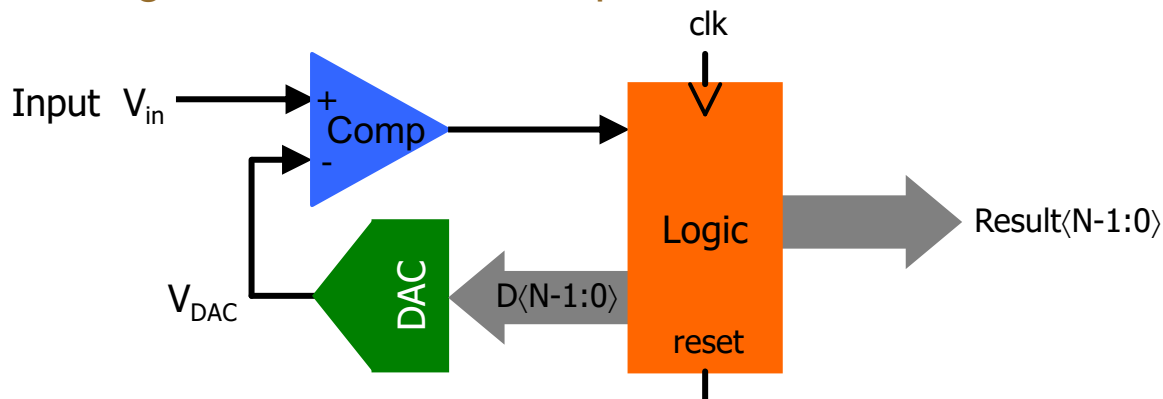 clk
Input V_in
+
Comp
-
Logic
Result⟨N-1:0⟩
DAC
D⟨N-1:0⟩
V_DAC
reset